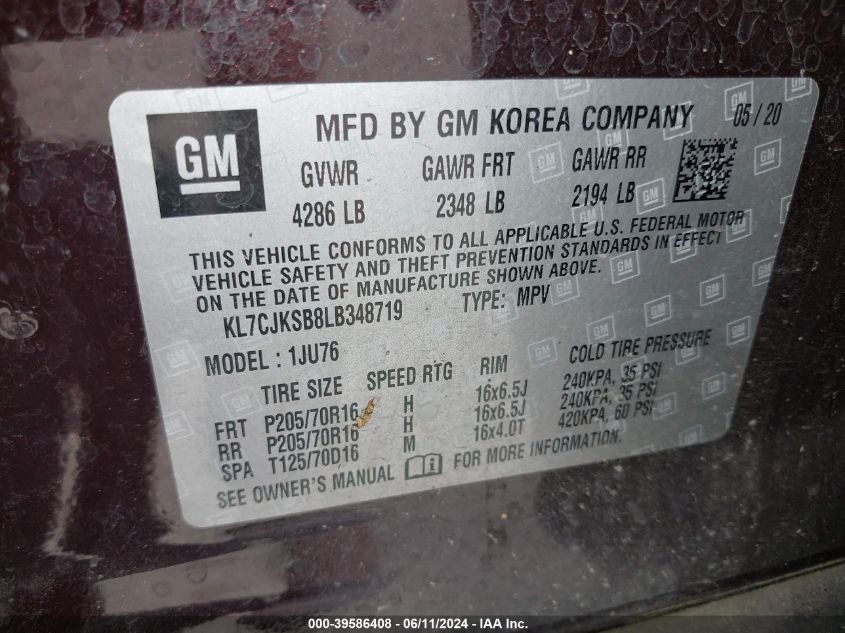 GM
MFD BY GM KOREA COMPANY 05/20
GVWR GAWR FRT GAWR RR
4286 LB 2348 LB 2194 LB
THIS VEHICLE CONFORMS TO ALL APPLICABLE U.S. FEDERAL MOTOR
VEHICLE SAFETY AND THEFT PREVENTION STANDARDS IN EFFECT
ON THE DATE OF MANUFACTURE SHOWN ABOVE.
KL7CJKSB8LB348719 TYPE: MPV
MODEL : 1JU76
TIRE SIZE SPEED RTG RIM COLD TIRE PRESSURE
FRT P205/70R16 H 16x6.5J 240KPA, 35 PSI
RR P205/70R16 H 16x6.5J 240KPA, 35 PSI
SPA T125/70D16 M 16x4.0T 420KPA, 60 PSI
SEE OWNER'S MANUAL FOR MORE INFORMATION.
000-39586408 - 06/11/2024 - IAA Inc.